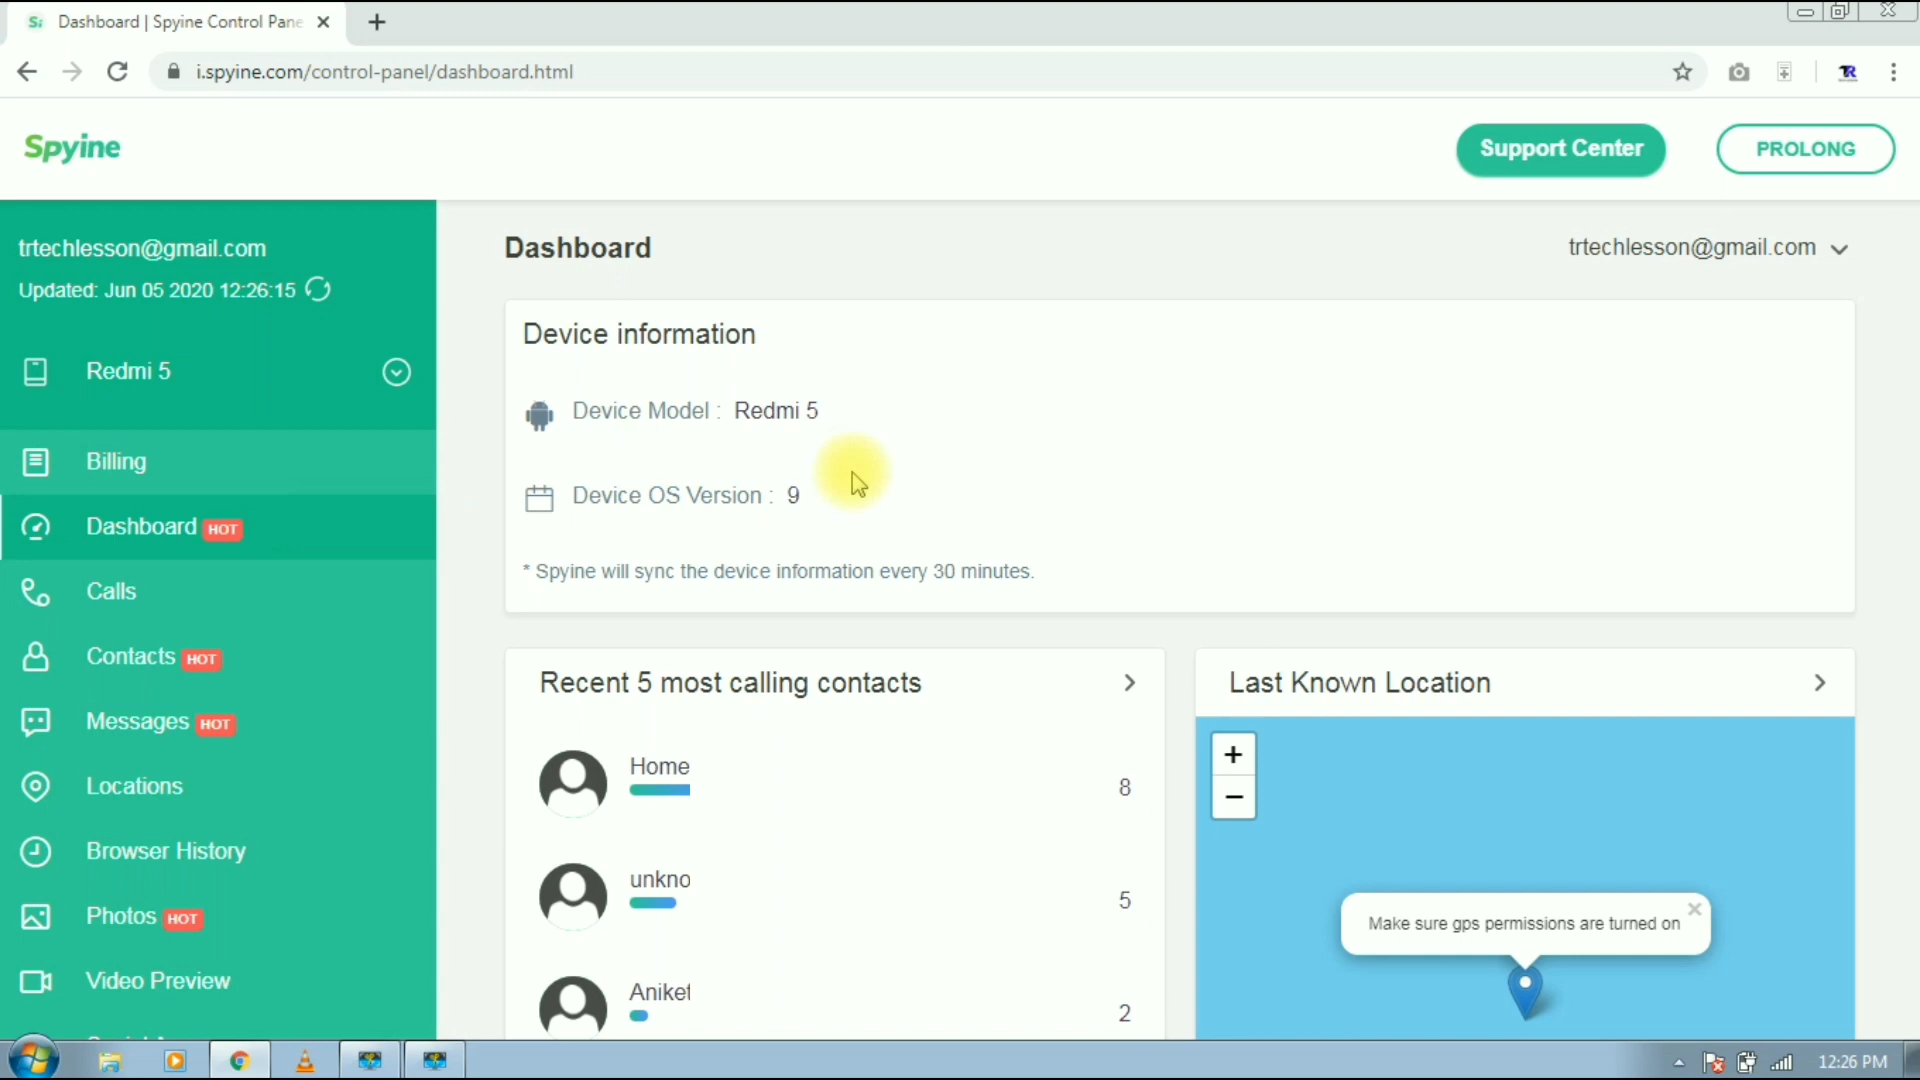 Si Dashboard | Spyine Control Pane
i.spyine.com/control-panel/dashboard.html
TR
Spyine
Support Center
PROLONG
trtechlesson@gmail.com
Updated: Jun 05 2020 12:26:15
Redmi 5
Billing
Dashboard HOT
Calls
Contacts HOT
Messages HOT
Locations
Browser History
Photos HOT
Video Preview
Dashboard
trtechlesson@gmail.com
Device information
Device Model : Redmi 5
Device OS Version : 9
* Spyine will sync the device information every 30 minutes.
Recent 5 most calling contacts
Home
8
unkno
5
Aniket
2
Last Known Location
+
−
Make sure gps permissions are turned on
12:26 PM